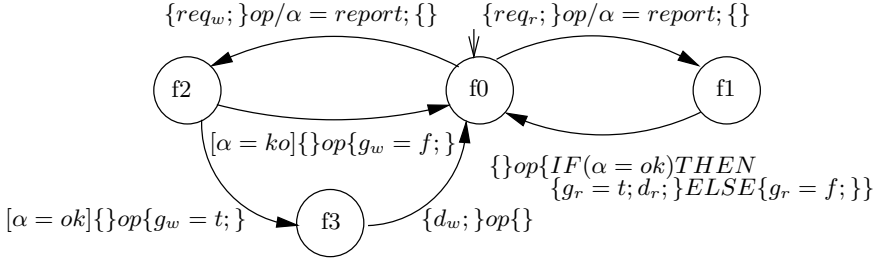 {req_w; }op/α = report; {}
{req_r; }op/α = report; {}
f2
f0
f1
[α = ko]{}op{g_w = f; }
{}op{IF(α = ok)THEN
{g_r = t; d_r; }ELSE{g_r = f; }}
[α = ok]{}op{g_w = t; }
f3
{d_w; }op{}